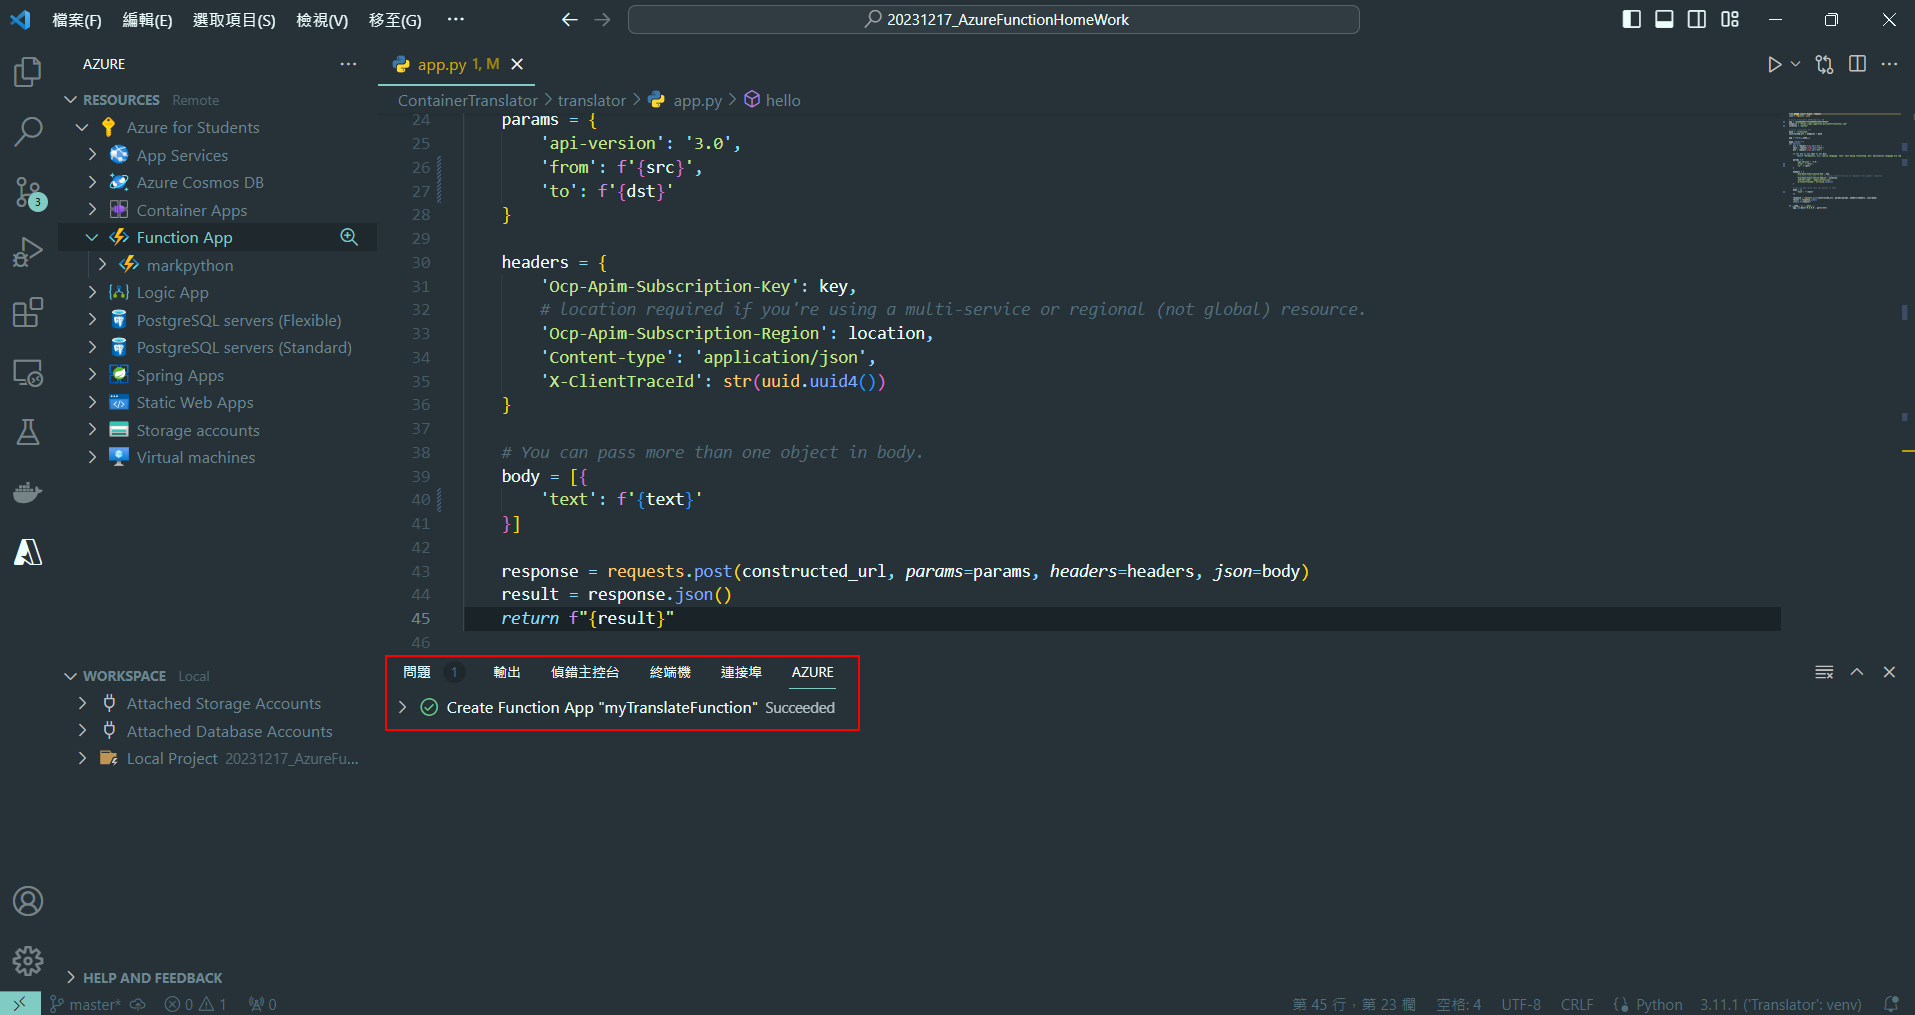 檔案(F) 編輯(E) 選取項目(S) 檢視(V) 移至(G) ··· 20231217_AzureFunctionHomeWork
AZURE ···
RESOURCES Remote
Azure for Students
App Services
Azure Cosmos DB
Container Apps
Function App
markpython
Logic App
PostgreSQL servers (Flexible)
PostgreSQL servers (Standard)
Spring Apps
Static Web Apps
Storage accounts
Virtual machines
3
WORKSPACE Local
Attached Storage Accounts
Attached Database Accounts
Local Project 20231217_AzureFu...
HELP AND FEEDBACK
app.py 1, M
ContainerTranslator > translator > app.py > hello
24 params = {
25 'api-version': '3.0',
26 'from': f'{src}',
27 'to': f'{dst}'
28 }
29
30 headers = {
31 'Ocp-Apim-Subscription-Key': key,
32 # location required if you're using a multi-service or regional (not global) resource.
33 'Ocp-Apim-Subscription-Region': location,
34 'Content-type': 'application/json',
35 'X-ClientTraceId': str(uuid.uuid4())
36 }
37
38 # You can pass more than one object in body.
39 body = [{
40 'text': f'{text}'
41 }]
42
43 response = requests.post(constructed_url, params=params, headers=headers, json=body)
44 result = response.json()
45 return f"{result}"
46
問題 1 輸出 偵錯主控台 終端機 連接埠 AZURE
Create Function App "myTranslateFunction" Succeeded
master* 0 1 0 第 45 行，第 23 欄 空格: 4 UTF-8 CRLF Python 3.11.1 ('Translator': venv)